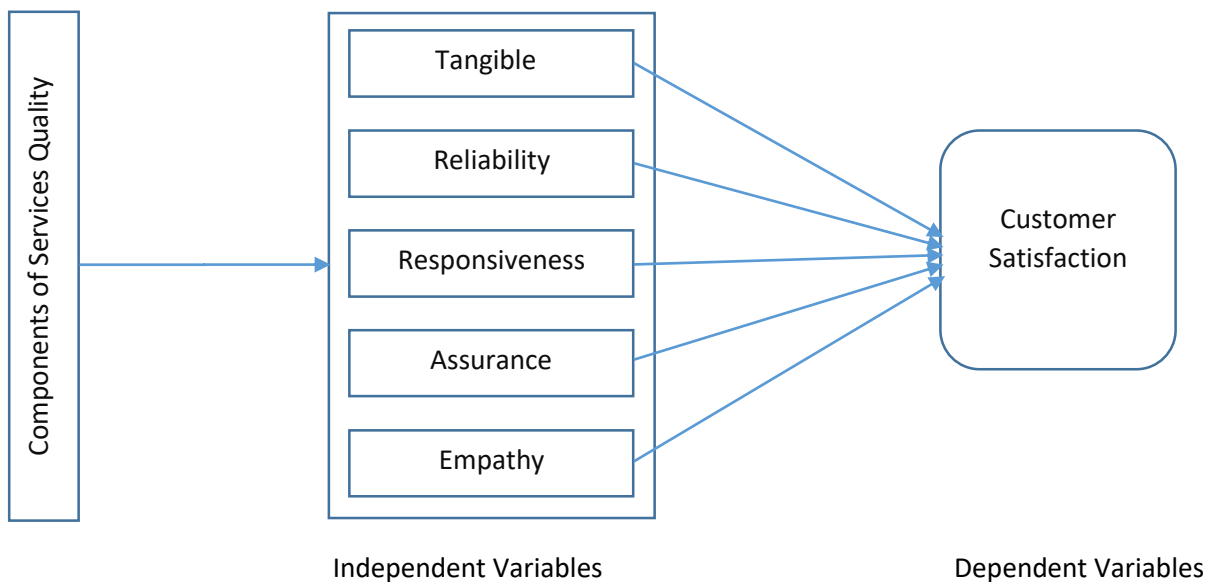 Components of Services Quality
Tangible
Reliability
Responsiveness
Assurance
Empathy
Customer
Satisfaction
Independent Variables
Dependent Variables